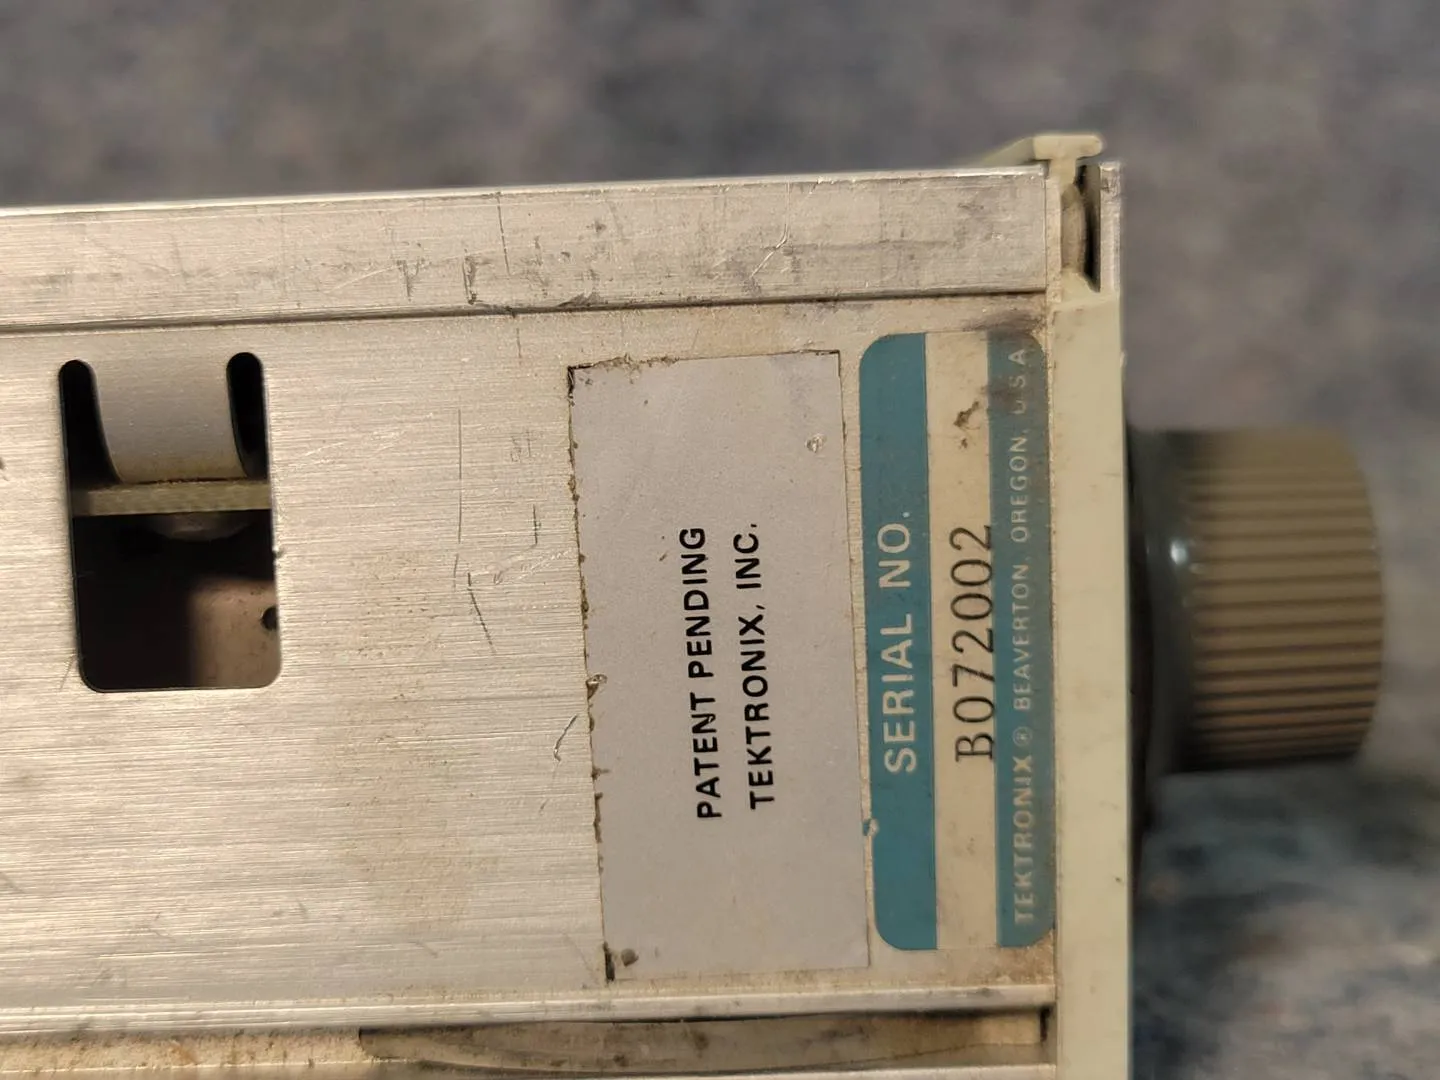 PATENT PENDING
TEKTRONIX, INC.
SERIAL NO.
B072002
TEKTRONIX ® BEAVERTON, OREGON, U.S.A